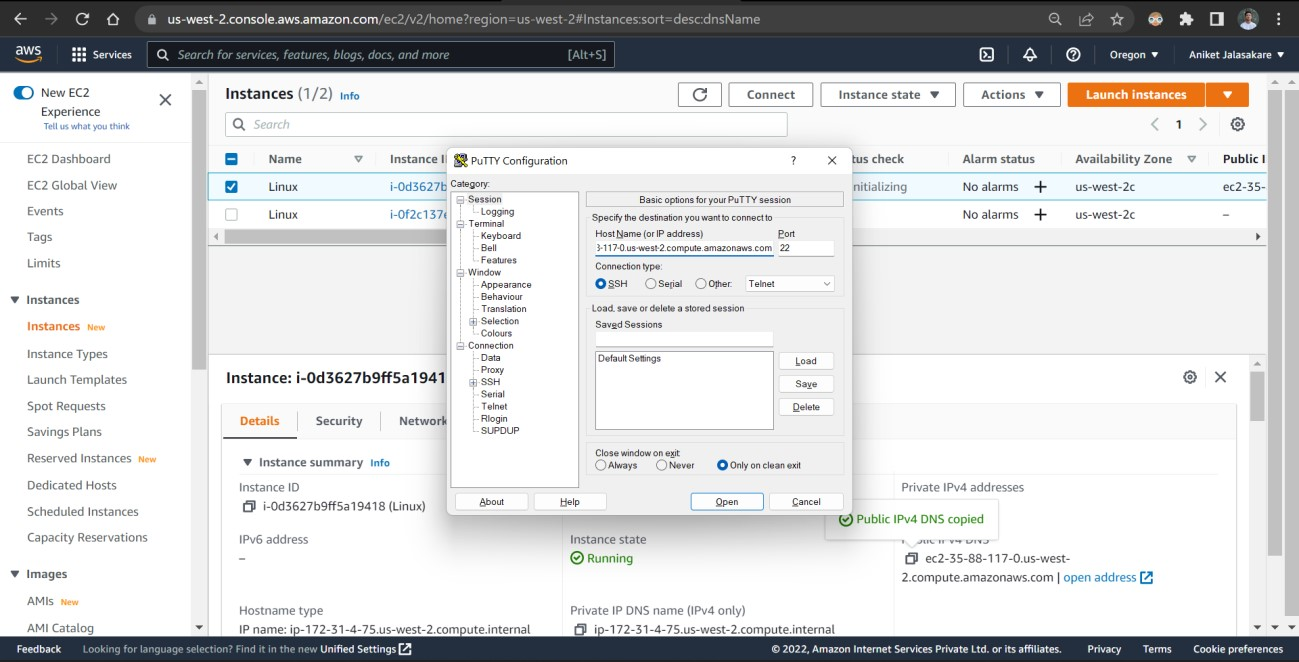 us-west-2.console.aws.amazon.com/ec2/v2/home?region=us-west-2#Instances:sort=desc:dnsName
aws
Services
Search for services, features, blogs, docs, and more
[Alt+S]
Oregon
Aniket Jalasakare
New EC2
Experience
Tell us what you think
EC2 Dashboard
EC2 Global View
Events
Tags
Limits
Instances
Instances New
Instance Types
Launch Templates
Spot Requests
Savings Plans
Reserved Instances New
Dedicated Hosts
Scheduled Instances
Capacity Reservations
Images
AMIs New
AMI Catalog
Instances (1/2) Info
Connect
Instance state
Actions
Launch instances
Search
1
Name
Instance I
tus check
Alarm status
Availability Zone
Public I
Linux
i-0d3627b
nitializing
No alarms +
us-west-2c
ec2-35-
Linux
i-0f2c137e
No alarms +
us-west-2c
–
PuTTY Configuration
?
Category:
Session
Logging
Terminal
Keyboard
Bell
Features
Window
Appearance
Behaviour
Translation
Selection
Colours
Connection
Data
Proxy
SSH
Serial
Telnet
Rlogin
SUPDUP
Basic options for your PuTTY session
Specify the destination you want to connect to
Host Name (or IP address)
Port
3-117-0.us-west-2.compute.amazonaws.com
22
Connection type:
SSH
Serial
Other:
Telnet
Load, save or delete a stored session
Saved Sessions
Default Settings
Load
Save
Delete
Close window on exit:
Always
Never
Only on clean exit
About
Help
Open
Cancel
Instance: i-0d3627b9ff5a1941
Details
Security
Network
Instance summary Info
Instance ID
i-0d3627b9ff5a19418 (Linux)
Private IPv4 addresses
Public IPv4 DNS copied
IPv6 address
–
Instance state
Running
Public IPv4 DNS
ec2-35-88-117-0.us-west-
2.compute.amazonaws.com | open address
Hostname type
IP name: ip-172-31-4-75.us-west-2.compute.internal
Private IP DNS name (IPv4 only)
ip-172-31-4-75.us-west-2.compute.internal
Feedback
Looking for language selection? Find it in the new Unified Settings
© 2022, Amazon Internet Services Private Ltd. or its affiliates.
Privacy
Terms
Cookie preferences